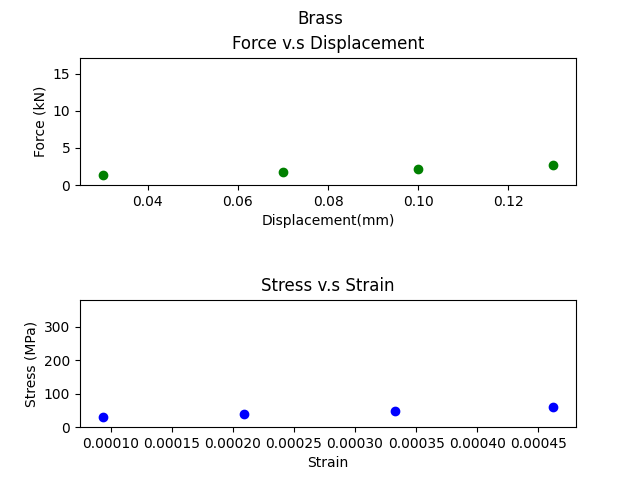 Brass
Force v.s Displacement
15
10
5
0
Force (kN)
0.04 0.06 0.08 0.10 0.12
Displacement(mm)
Stress v.s Strain
300
200
100
0
Stress (MPa)
0.00010 0.00015 0.00020 0.00025 0.00030 0.00035 0.00040 0.00045
Strain